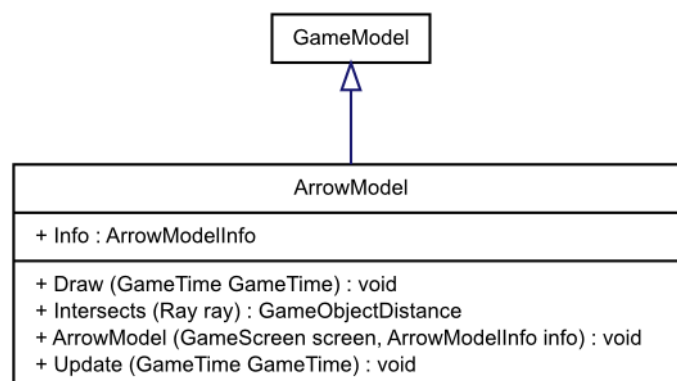 GameModel
ArrowModel
+ Info : ArrowModelInfo
+ Draw (GameTime GameTime) : void
+ Intersects (Ray ray) : GameObjectDistance
+ ArrowModel (GameScreen screen, ArrowModelInfo info) : void
+ Update (GameTime GameTime) : void